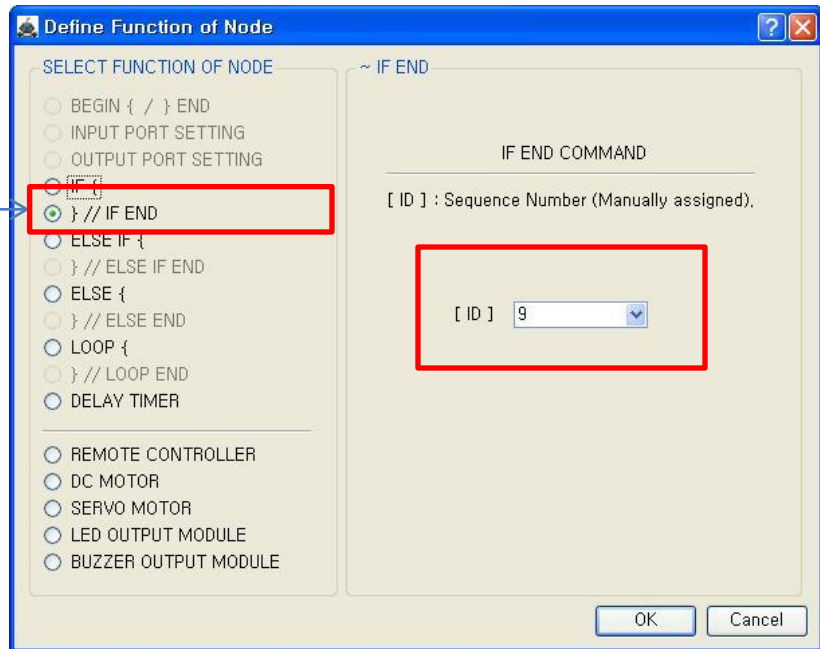 Define Function of Node
SELECT FUNCTION OF NODE
BEGIN { / } END
INPUT PORT SETTING
OUTPUT PORT SETTING
IF {
} // IF END
ELSE IF {
} // ELSE IF END
ELSE {
} // ELSE END
LOOP {
} // LOOP END
DELAY TIMER
REMOTE CONTROLLER
DC MOTOR
SERVO MOTOR
LED OUTPUT MODULE
BUZZER OUTPUT MODULE
~ IF END
IF END COMMAND
[ ID ] : Sequence Number (Manually assigned),
[ ID ] 9
OK Cancel